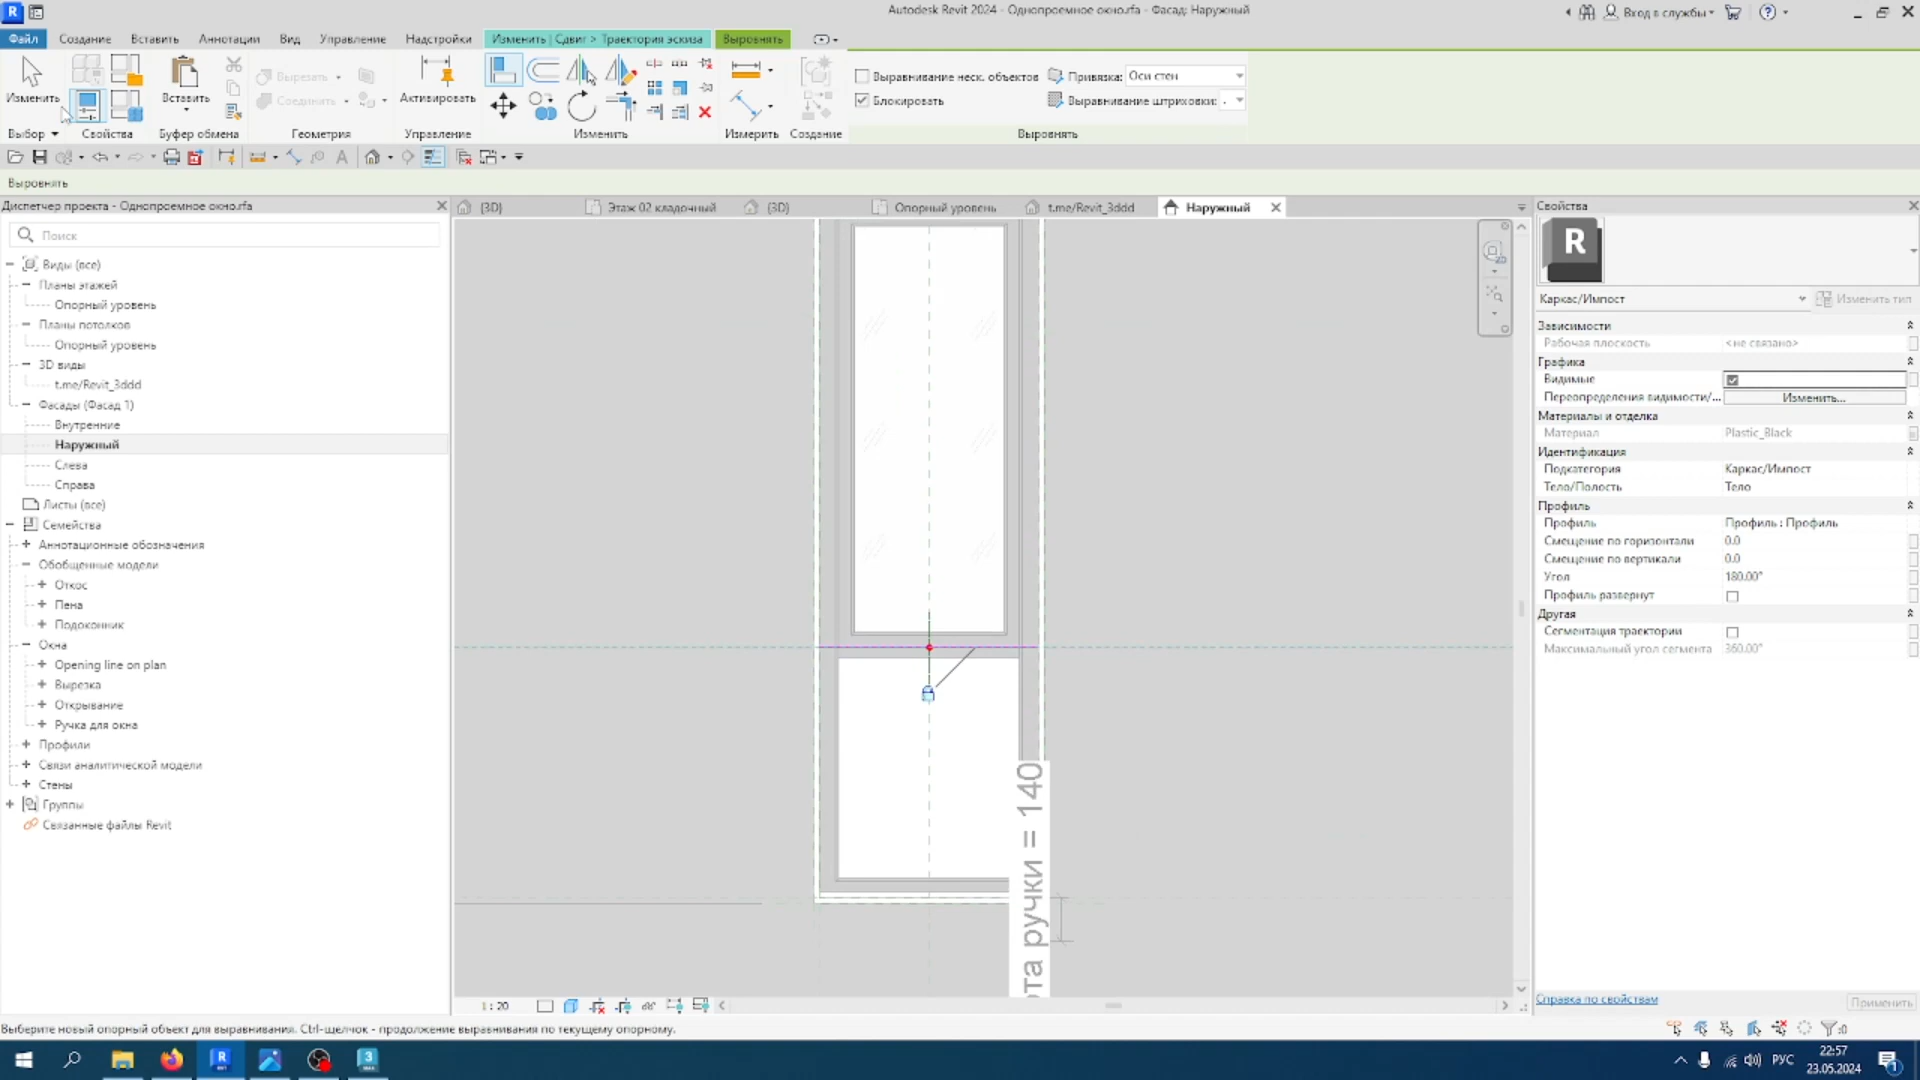 Autodesk Revit 2024 - Однопроемное окно.rfa - Фасад: Наружный
Вход в службы
Файл
Создание
Вставить
Аннотации
Вид
Управление
Надстройки
Изменить | Сдвиг > Траектория эскиза
Выровнять
Изменить
Вставить
Вырезать
Соединить
Активировать
Выравнивание неск. объектов
Привязка:
Оси стен
Блокировать
Выравнивание штриховки:
Выбор
Свойства
Буфер обмена
Геометрия
Управление
Изменить
Измерить
Создание
Выровнять
Выровнять
Диспетчер проекта - Однопроемное окно.rfa
Поиск
Виды (все)
Планы этажей
Опорный уровень
Планы потолков
Опорный уровень
3D виды
t.me/Revit_3ddd
Фасады (Фасад 1)
Внутренние
Наружный
Слева
Справа
Листы (все)
Семейства
Аннотационные обозначения
Обобщенные модели
Откос
Пена
Подоконник
Окна
Opening line on plan
Вырезка
Открывание
Ручка для окна
Профили
Связи аналитической модели
Стены
Группы
Связанные файлы Revit
{3D}
Этаж 02 кладочный
{3D}
Опорный уровень
t.me/Revit_3ddd
Наружный
ота ручки = 140
1 : 20
Свойства
R
Каркас/Импост
Изменить тип
Зависимости
Рабочая плоскость
<не связано>
Графика
Видимые
Переопределения видимости/...
Изменить...
Материалы и отделка
Материал
Plastic_Black
Идентификация
Подкатегория
Каркас/Импост
Тело/Полость
Тело
Профиль
Профиль
Профиль : Профиль
Смещение по горизонтали
0.0
Смещение по вертикали
0.0
Угол
180.00°
Профиль развернут
Другая
Сегментация траектории
Максимальный угол сегмента
360.00°
Справка по свойствам
Применить
Выберите новый опорный объект для выравнивания. Ctrl-щелчок - продолжение выравнивания по текущему опорному.
:0
РУС
22:57
23.05.2024